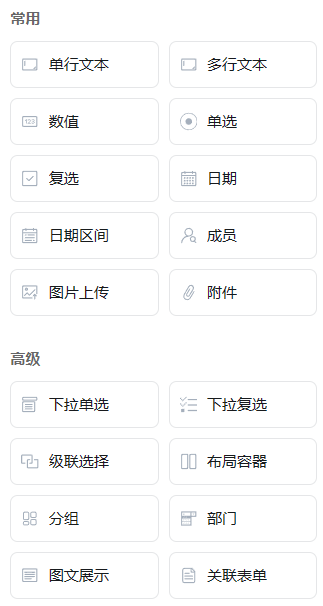 常用
单行文本
多行文本
数值
单选
复选
日期
日期区间
成员
图片上传
附件
高级
下拉单选
下拉复选
级联选择
布局容器
分组
部门
图文展示
关联表单